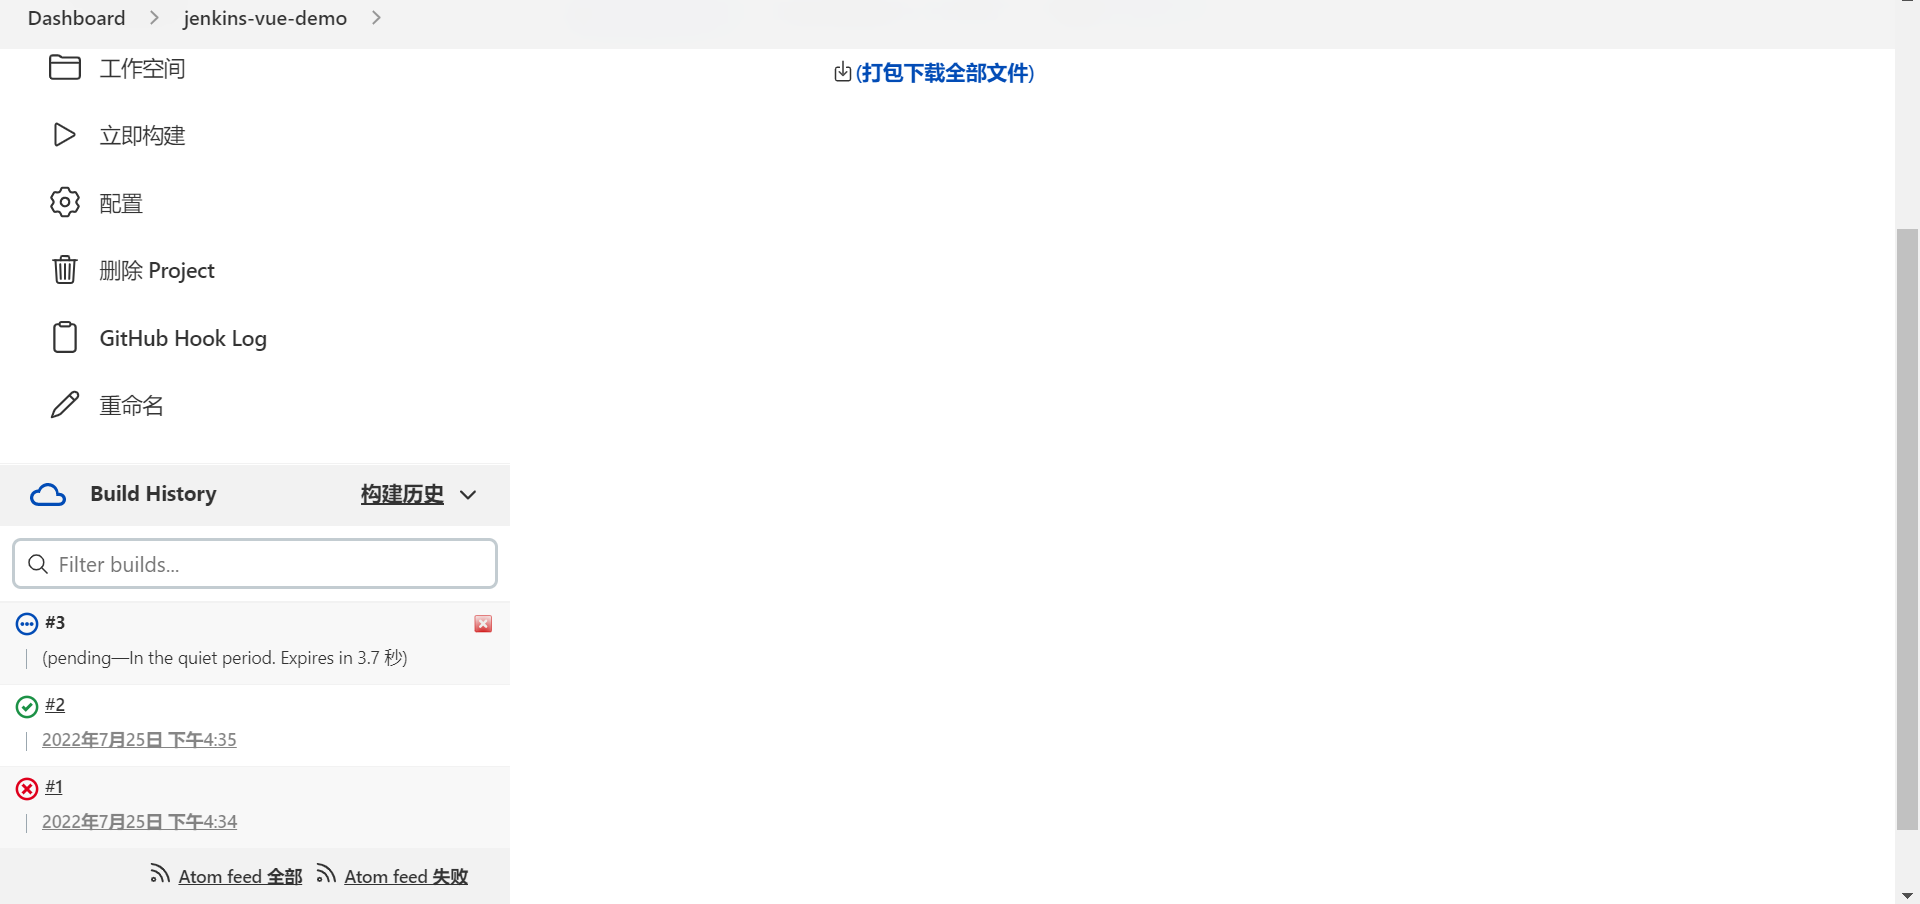 Dashboard
jenkins-vue-demo
工作空间
立即构建
配置
删除 Project
GitHub Hook Log
重命名
(打包下载全部文件)
Build History
构建历史
Filter builds...
#3
(pending—In the quiet period. Expires in 3.7 秒)
#2
2022年7月25日 下午4:35
#1
2022年7月25日 下午4:34
Atom feed 全部
Atom feed 失败